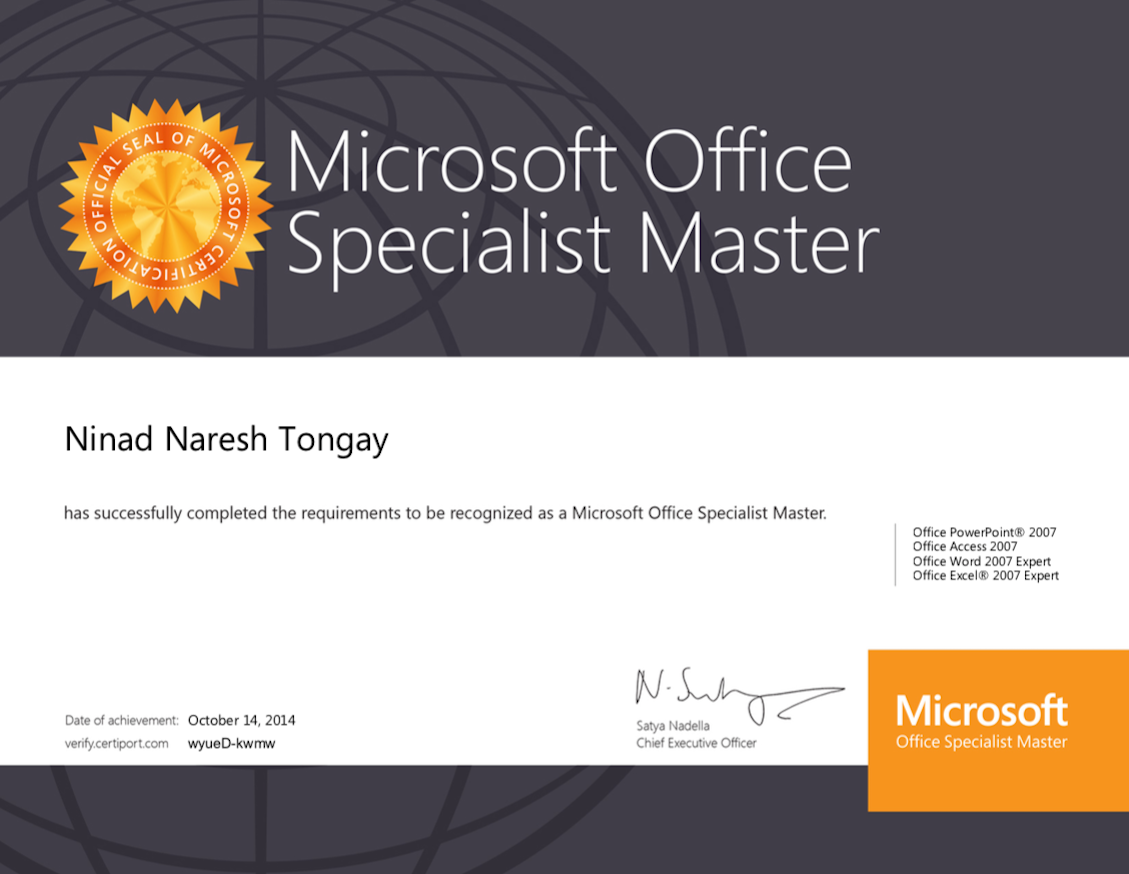 OFFICIAL SEAL OF MICROSOFT CERTIFICATION
Microsoft Office
Specialist Master
Ninad Naresh Tongay
has successfully completed the requirements to be recognized as a Microsoft Office Specialist Master.
Office PowerPoint® 2007
Office Access 2007
Office Word 2007 Expert
Office Excel® 2007 Expert
Date of achievement: October 14, 2014
verify.certiport.com wyueD-kwmw
Satya Nadella
Chief Executive Officer
Microsoft
Office Specialist Master